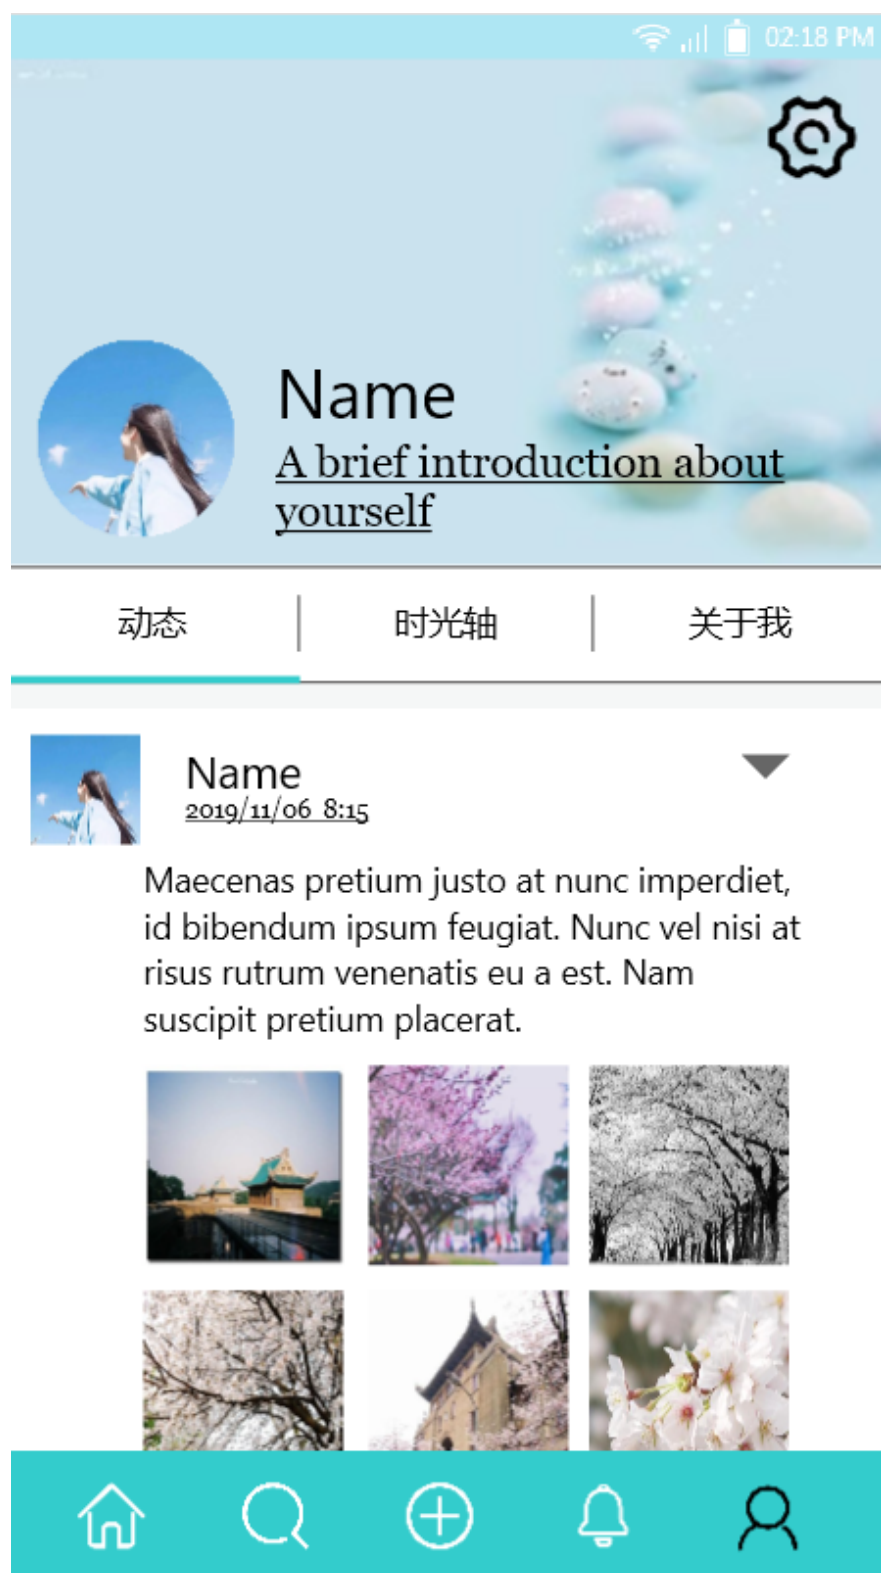 02:18 PM
Name
A brief introduction about
yourself
动态
时光轴
关于我
Name
2019/11/06 8:15
Maecenas pretium justo at nunc imperdiet,
id bibendum ipsum feugiat. Nunc vel nisi at
risus rutrum venenatis eu a est. Nam
suscipit pretium placerat.